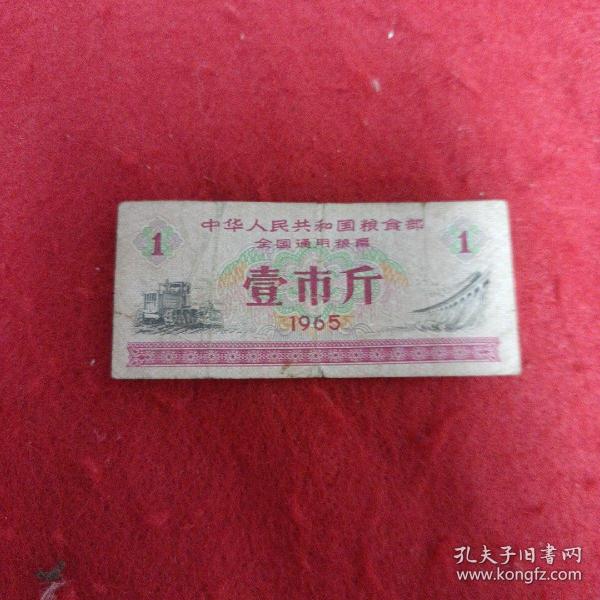 中华人民共和国粮食部
全国通用粮票
1
1
壹市斤
1965
孔夫子旧书网
www.kongfz.com